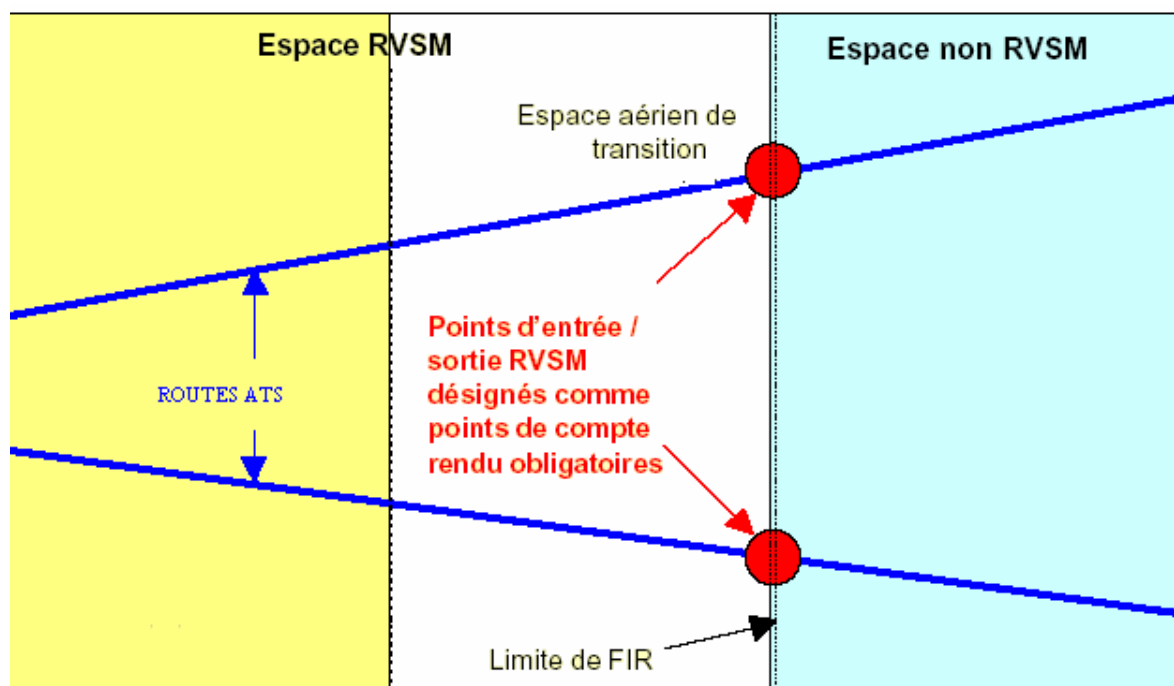 Espace RVSM
Espace non RVSM
Espace aérien de
transition
Points d'entrée /
sortie RVSM
désignés comme
points de compte
rendu obligatoires
ROUTES ATS
Limite de FIR